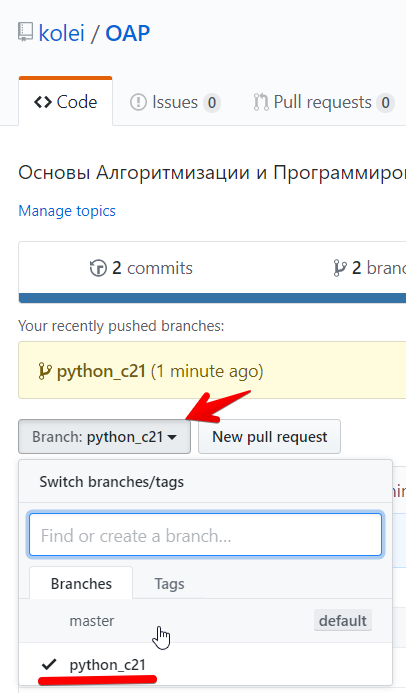 kolei / OAP
Code Issues 0 Pull requests 0
Основы Алгоритмизации и
Manage topics
2 commits 2
Your recently pushed branches:
python_c21 (1 minute ago)
Branch: python_c21 New pull request
Switch branches/tags
Find or create a branch...
Branches Tags
master default
python_c21